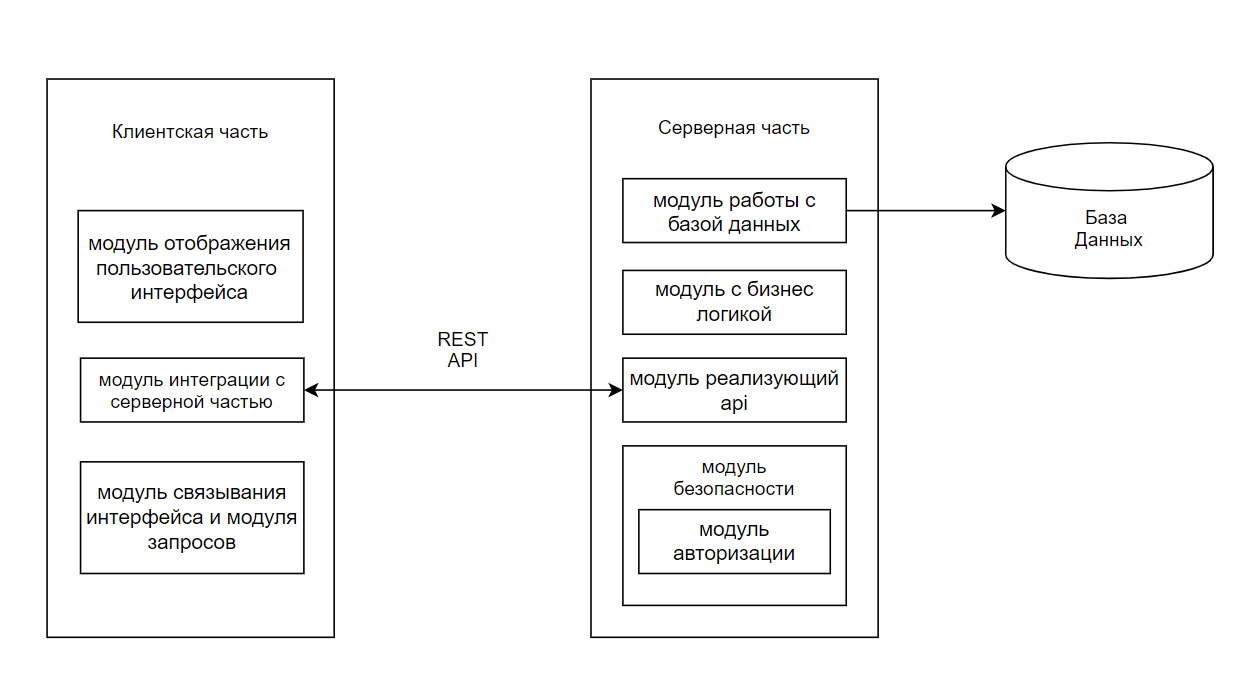 Клиентская часть
модуль отображения
пользовательского
интерфейса
модуль интеграции с
серверной частью
модуль связывания
интерфейса и модуля
запросов
REST
API
Серверная часть
модуль работы с
базой данных
модуль с бизнес
логикой
модуль реализующий
api
модуль
безопасности
модуль
авторизации
База
Данных